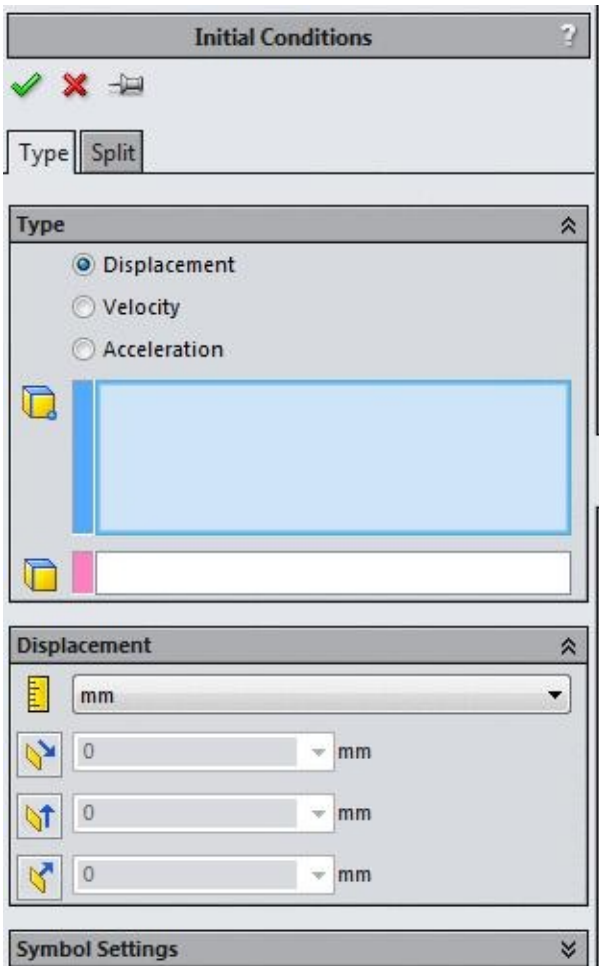 Initial Conditions ?
Type Split
Type
Displacement
Velocity
Acceleration
Displacement
mm
0 mm
0 mm
0 mm
Symbol Settings